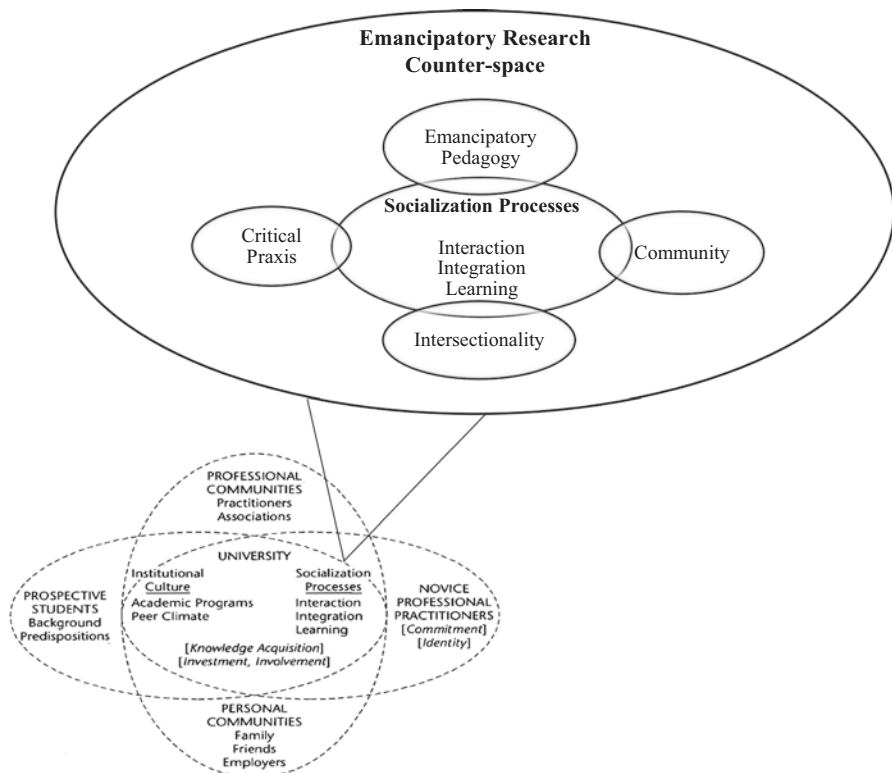 Emancipatory Research
Counter-space
Emancipatory
Pedagogy
Socialization Processes
Critical
Praxis
Interaction
Integration
Learning
Community
Intersectionality
PROFESSIONAL
COMMUNITIES
Practitioners
Associations
UNIVERSITY
PROSPECTIVE
STUDENTS
Background
Predispositions
Institutional
Culture
Academic Programs
Peer Climate
Socialization
Processes
Interaction
Integration
Learning
[Knowledge Acquisition]
[Investment, Involvement]
NOVICE
PROFESSIONAL
PRACTITIONERS
[Commitment]
[Identity]
PERSONAL
COMMUNITIES
Family
Friends
Employers